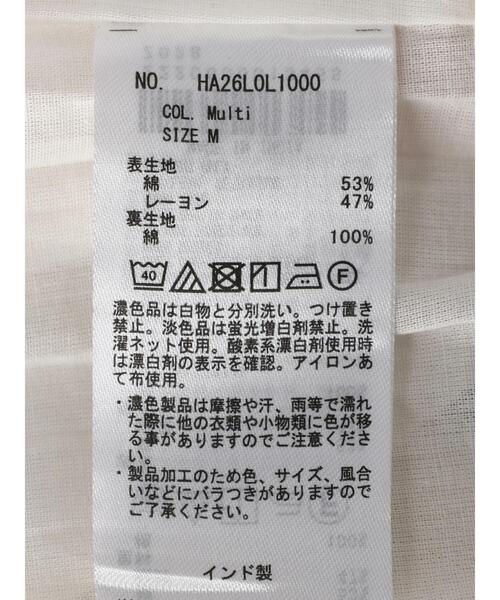 NO. HA26L0L1000
COL. Multi
SIZE M
表生地
綿 53%
レーヨン 47%
裏生地
綿 100%
40
F
濃色品は白物と分別洗い。つけ置き
禁止。淡色品は蛍光増白剤禁止。洗
濯ネット使用。酸素系漂白剤使用時
は漂白剤の表示を確認。アイロンあ
て布使用。
・濃色製品は摩擦や汗、雨等で濡れ
た際に他の衣類や小物類に色が移
る事がありますのでご注意くださ
い。
・製品加工のため色、サイズ、風合
いなどにバラつきがありますので
ご了承ください。
インド製